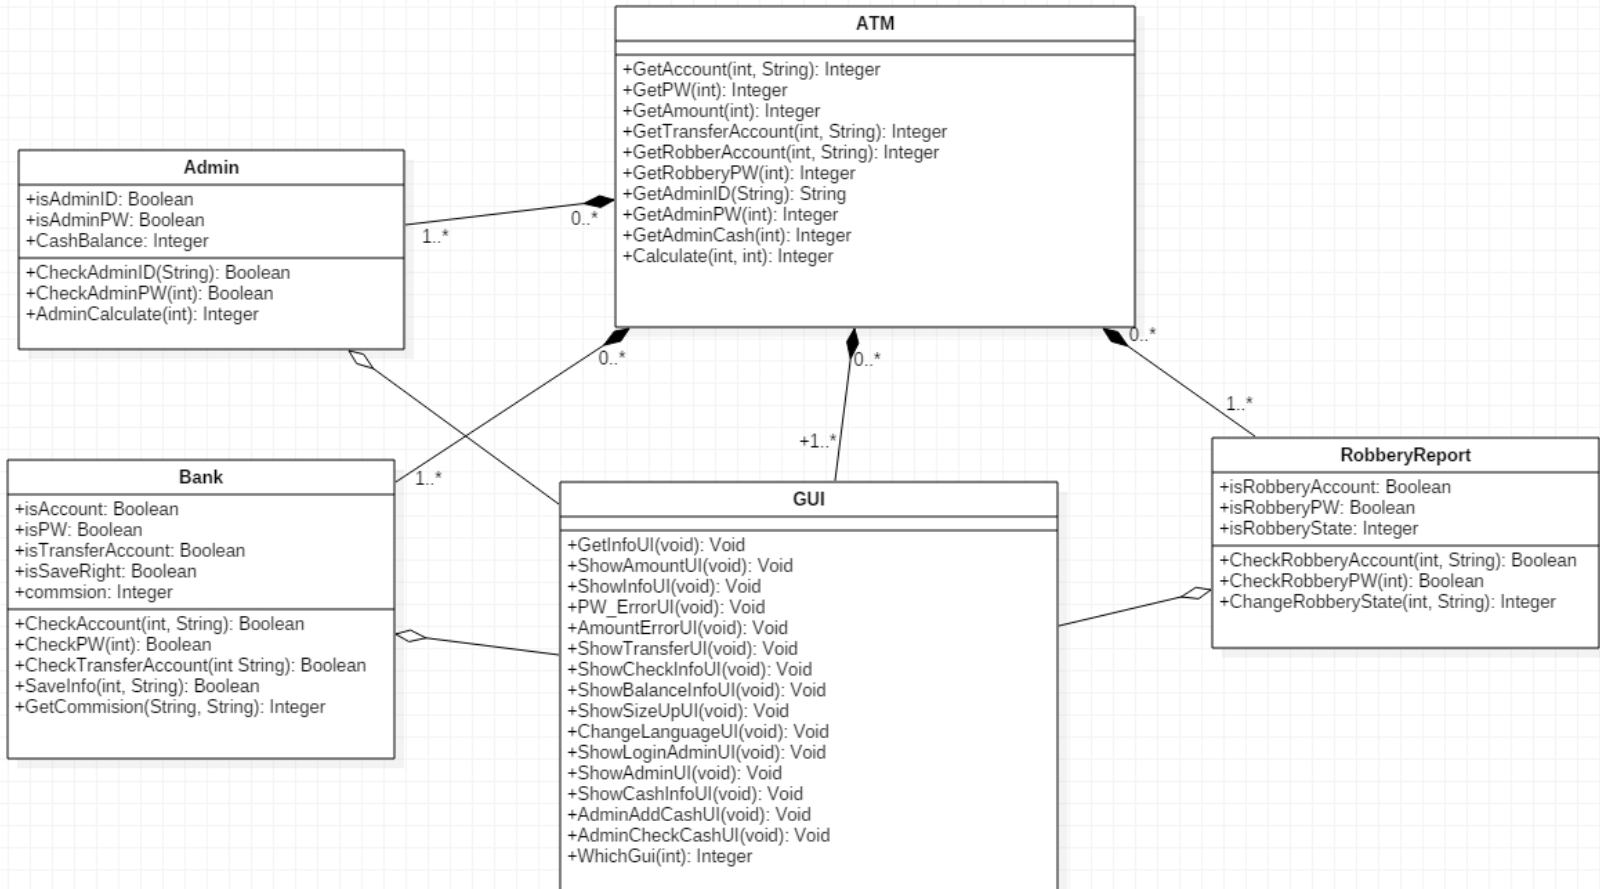 ATM
+GetAccount(int, String): Integer
+GetPW(int): Integer
+GetAmount(int): Integer
+GetTransferAccount(int, String): Integer
+GetRobberAccount(int, String): Integer
+GetRobberyPW(int): Integer
+GetAdminID(String): String
+GetAdminPW(int): Integer
+GetAdminCash(int): Integer
+Calculate(int, int): Integer
Admin
+isAdminID: Boolean
+isAdminPW: Boolean
+CashBalance: Integer
+CheckAdminID(String): Boolean
+CheckAdminPW(int): Boolean
+AdminCalculate(int): Integer
0..*
1..*
0..*
0..*
0..*
1..*
+1..*
1..*
Bank
+isAccount: Boolean
+isPW: Boolean
+isTransferAccount: Boolean
+isSaveRight: Boolean
+commsion: Integer
+CheckAccount(int, String): Boolean
+CheckPW(int): Boolean
+CheckTransferAccount(int String): Boolean
+SaveInfo(int, String): Boolean
+GetCommision(String, String): Integer
GUI
+GetInfoUI(void): Void
+ShowAmountUI(void): Void
+ShowInfoUI(void): Void
+PW_ErrorUI(void): Void
+AmountErrorUI(void): Void
+ShowTransferUI(void): Void
+ShowCheckInfoUI(void): Void
+ShowBalanceInfoUI(void): Void
+ShowSizeUpUI(void): Void
+ChangeLanguageUI(void): Void
+ShowLoginAdminUI(void): Void
+ShowAdminUI(void): Void
+ShowCashInfoUI(void): Void
+AdminAddCashUI(void): Void
+AdminCheckCashUI(void): Void
+WhichGui(int): Integer
RobberyReport
+isRobberyAccount: Boolean
+isRobberyPW: Boolean
+isRobberyState: Integer
+CheckRobberyAccount(int, String): Boolean
+CheckRobberyPW(int): Boolean
+ChangeRobberyState(int, String): Integer